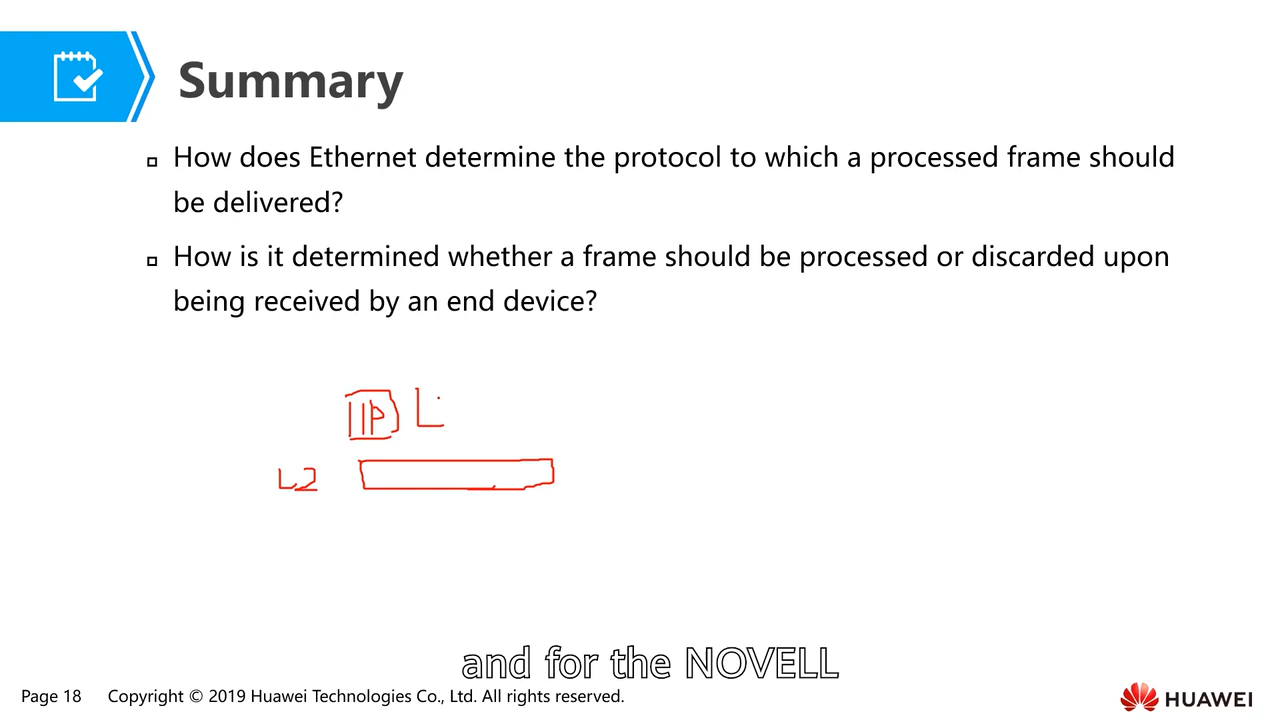 Summary
How does Ethernet determine the protocol to which a processed frame should
be delivered?
How is it determined whether a frame should be processed or discarded upon
being received by an end device?
IP L
L2
and for the NOVELL
Page 18 Copyright © 2019 Huawei Technologies Co., Ltd. All rights reserved.
HUAWEI